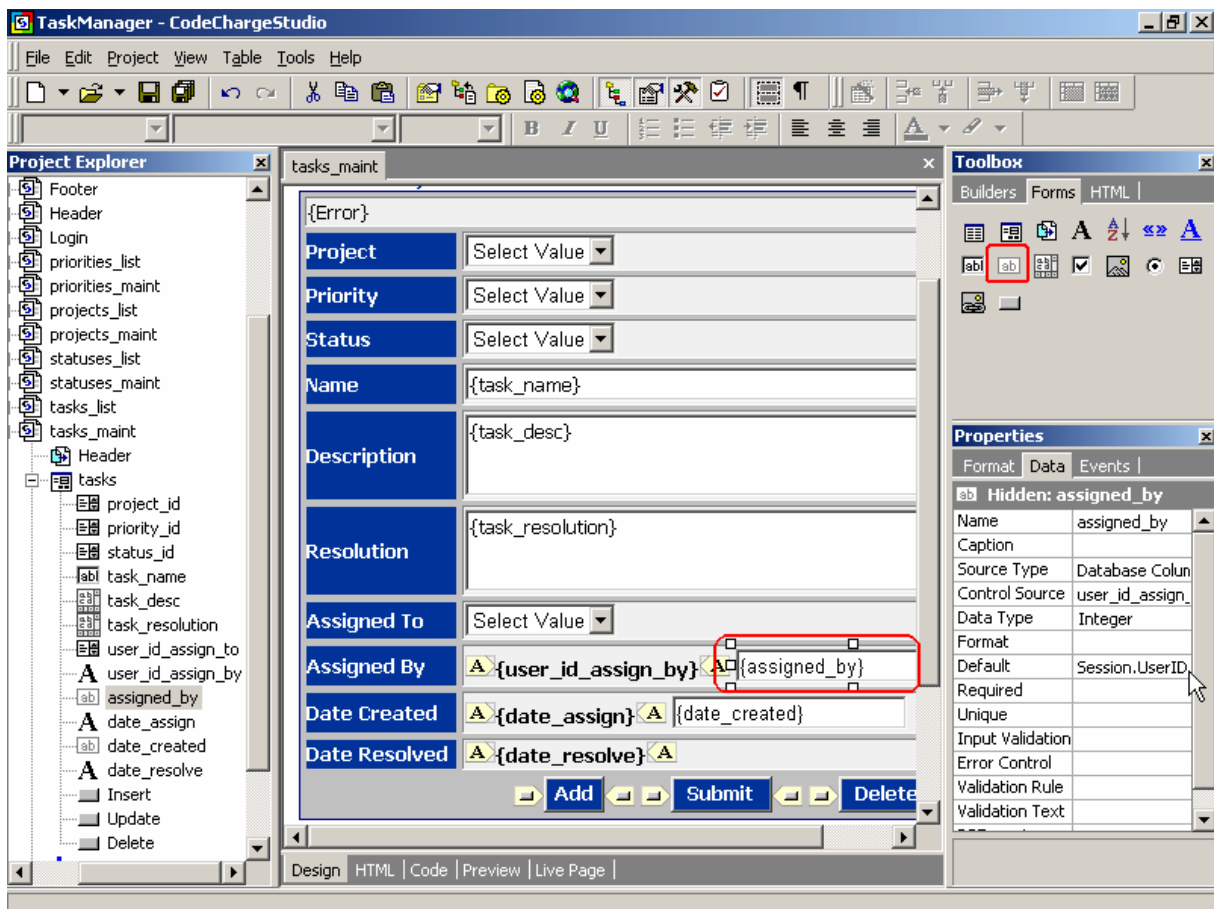 TaskManager - CodeChargeStudio
File Edit Project View Table Tools Help
B I U A
Project Explorer
Footer
Header
Login
priorities_list
priorities_maint
projects_list
projects_maint
statuses_list
statuses_maint
tasks_list
tasks_maint
Header
tasks
project_id
priority_id
status_id
task_name
task_desc
task_resolution
user_id_assign_to
user_id_assign_by
assigned_by
date_assign
date_created
date_resolve
Insert
Update
Delete
tasks_maint
{Error}
Project Select Value
Priority Select Value
Status Select Value
Name {task_name}
Description {task_desc}
Resolution {task_resolution}
Assigned To Select Value
Assigned By A {user_id_assign_by} A {assigned_by}
Date Created A {date_assign} A {date_created}
Date Resolved A {date_resolve} A
Add Submit Delete
Design HTML Code Preview Live Page
Toolbox
Builders Forms HTML
Properties
Format Data Events
Hidden: assigned_by
Name assigned_by
Caption
Source Type Database Colun
Control Source user_id_assign_
Data Type Integer
Format
Default Session.UserID
Required
Unique
Input Validation
Error Control
Validation Rule
Validation Text